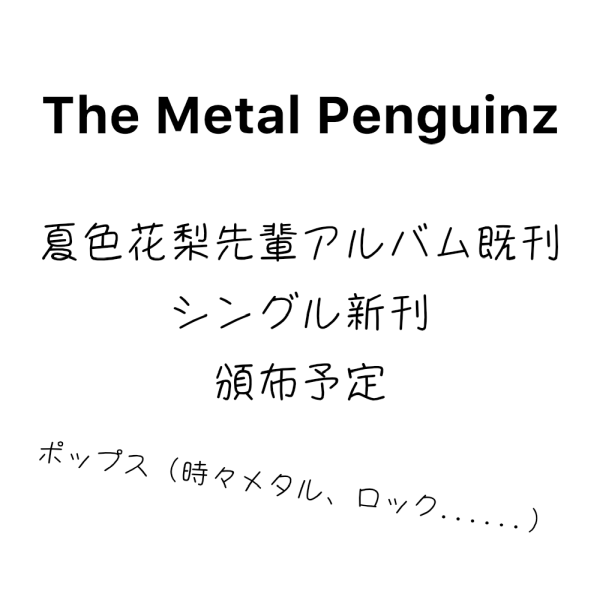 The Metal Penguinz
夏色花梨先輩アルバム既刊
シングル新刊
頒布予定
ポップス（時々メタル、ロック......）